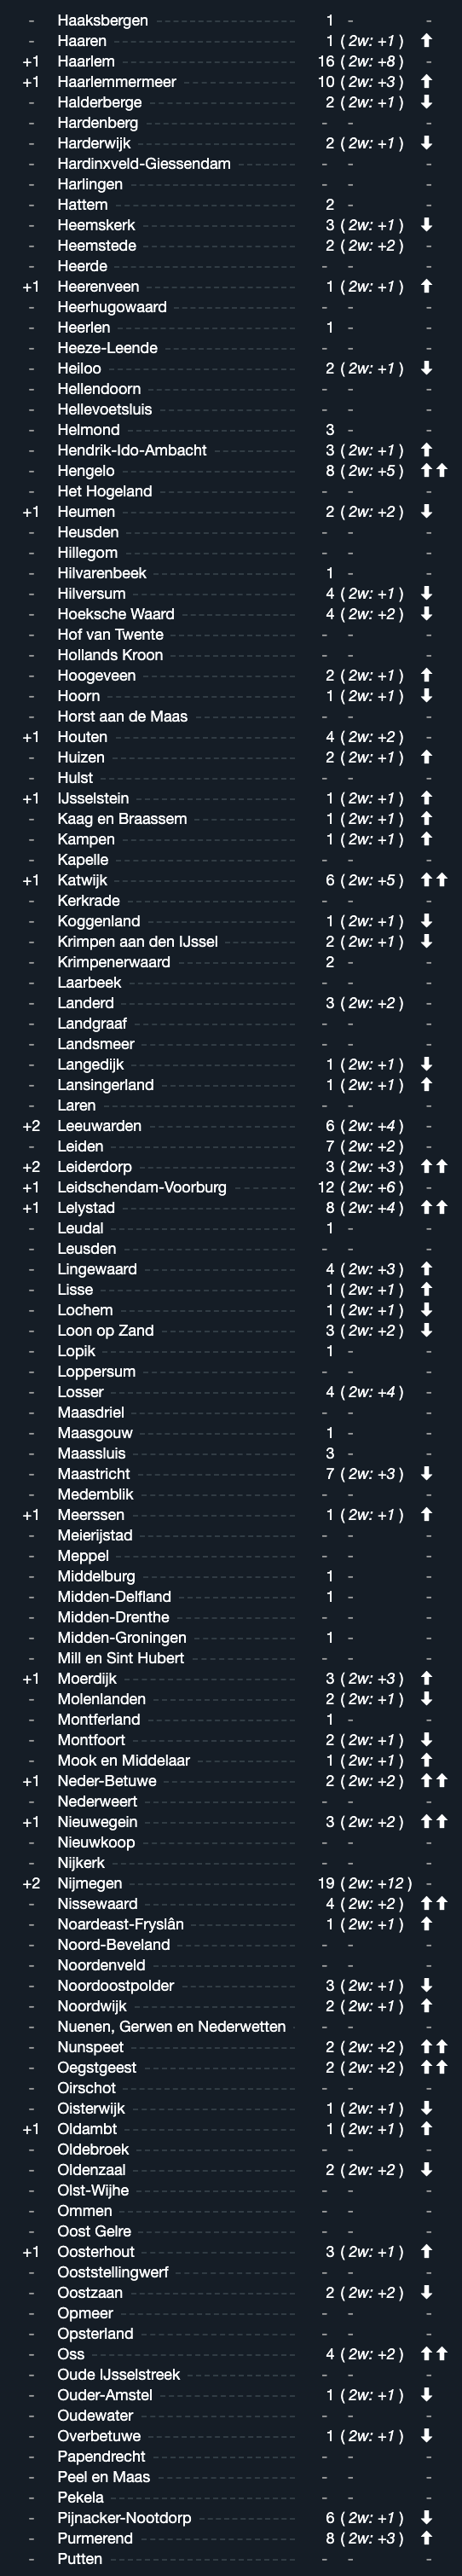 - Haaksbergen 1 - -
- Haaren 1 ( 2w: +1 ) ⬆
+1 Haarlem 16 ( 2w: +8 ) -
+1 Haarlemmermeer 10 ( 2w: +3 ) ⬆
- Halderberge 2 ( 2w: +1 ) ⬇
- Hardenberg - - -
- Harderwijk 2 ( 2w: +1 ) ⬇
- Hardinxveld-Giessendam - - -
- Harlingen - - -
- Hattem 2 - -
- Heemskerk 3 ( 2w: +1 ) ⬇
- Heemstede 2 ( 2w: +2 ) -
- Heerde - - -
+1 Heerenveen 1 ( 2w: +1 ) ⬆
- Heerhugowaard - - -
- Heerlen 1 - -
- Heeze-Leende - - -
- Heiloo 2 ( 2w: +1 ) ⬇
- Hellendoorn - - -
- Hellevoetsluis - - -
- Helmond 3 - -
- Hendrik-Ido-Ambacht 3 ( 2w: +1 ) ⬆
- Hengelo 8 ( 2w: +5 ) ⬆⬆
- Het Hogeland - - -
+1 Heumen 2 ( 2w: +2 ) ⬇
- Heusden - - -
- Hillegom - - -
- Hilvarenbeek 1 - -
- Hilversum 4 ( 2w: +1 ) ⬇
- Hoeksche Waard 4 ( 2w: +2 ) ⬇
- Hof van Twente - - -
- Hollands Kroon - - -
- Hoogeveen 2 ( 2w: +1 ) ⬆
- Hoorn 1 ( 2w: +1 ) ⬇
- Horst aan de Maas - - -
+1 Houten 4 ( 2w: +2 ) -
- Huizen 2 ( 2w: +1 ) ⬆
- Hulst - - -
+1 IJsselstein 1 ( 2w: +1 ) ⬆
- Kaag en Braassem 1 ( 2w: +1 ) ⬆
- Kampen 1 ( 2w: +1 ) ⬆
- Kapelle - - -
+1 Katwijk 6 ( 2w: +5 ) ⬆⬆
- Kerkrade - - -
- Koggenland 1 ( 2w: +1 ) ⬇
- Krimpen aan den IJssel 2 ( 2w: +1 ) ⬇
- Krimpenerwaard 2 - -
- Laarbeek - - -
- Landerd 3 ( 2w: +2 ) -
- Landgraaf - - -
- Landsmeer - - -
- Langedijk 1 ( 2w: +1 ) ⬇
- Lansingerland 1 ( 2w: +1 ) ⬆
- Laren - - -
+2 Leeuwarden 6 ( 2w: +4 ) -
- Leiden 7 ( 2w: +2 ) -
+2 Leiderdorp 3 ( 2w: +3 ) ⬆⬆
+1 Leidschendam-Voorburg 12 ( 2w: +6 ) -
+1 Lelystad 8 ( 2w: +4 ) ⬆⬆
- Leudal 1 - -
- Leusden - - -
- Lingewaard 4 ( 2w: +3 ) ⬆
- Lisse 1 ( 2w: +1 ) ⬆
- Lochem 1 ( 2w: +1 ) ⬇
- Loon op Zand 3 ( 2w: +2 ) ⬇
- Lopik 1 - -
- Loppersum - - -
- Losser 4 ( 2w: +4 ) -
- Maasdriel - - -
- Maasgouw 1 - -
- Maassluis 3 - -
- Maastricht 7 ( 2w: +3 ) ⬇
- Medemblik - - -
+1 Meerssen 1 ( 2w: +1 ) ⬆
- Meierijstad - - -
- Meppel - - -
- Middelburg 1 - -
- Midden-Delfland 1 - -
- Midden-Drenthe - - -
- Midden-Groningen 1 - -
- Mill en Sint Hubert - - -
+1 Moerdijk 3 ( 2w: +3 ) ⬆
- Molenlanden 2 ( 2w: +1 ) ⬇
- Montferland 1 - -
- Montfoort 2 ( 2w: +1 ) ⬇
- Mook en Middelaar 1 ( 2w: +1 ) ⬆
+1 Neder-Betuwe 2 ( 2w: +2 ) ⬆⬆
- Nederweert - - -
+1 Nieuwegein 3 ( 2w: +2 ) ⬆⬆
- Nieuwkoop - - -
- Nijkerk - - -
+2 Nijmegen 19 ( 2w: +12 ) -
- Nissewaard 4 ( 2w: +2 ) ⬆⬆
- Noardeast-Fryslân 1 ( 2w: +1 ) ⬆
- Noord-Beveland - - -
- Noordenveld - - -
- Noordoostpolder 3 ( 2w: +1 ) ⬇
- Noordwijk 2 ( 2w: +1 ) ⬆
- Nuenen, Gerwen en Nederwetten - - -
- Nunspeet 2 ( 2w: +2 ) ⬆⬆
- Oegstgeest 2 ( 2w: +2 ) ⬆⬆
- Oirschot - - -
- Oisterwijk 1 ( 2w: +1 ) ⬇
+1 Oldambt 1 ( 2w: +1 ) ⬆
- Oldebroek - - -
- Oldenzaal 2 ( 2w: +2 ) ⬇
- Olst-Wijhe - - -
- Ommen - - -
- Oost Gelre - - -
+1 Oosterhout 3 ( 2w: +1 ) ⬆
- Ooststellingwerf - - -
- Oostzaan 2 ( 2w: +2 ) ⬇
- Opmeer - - -
- Opsterland - - -
- Oss 4 ( 2w: +2 ) ⬆⬆
- Oude IJsselstreek - - -
- Ouder-Amstel 1 ( 2w: +1 ) ⬇
- Oudewater - - -
- Overbetuwe 1 ( 2w: +1 ) ⬇
- Papendrecht - - -
- Peel en Maas - - -
- Pekela - - -
- Pijnacker-Nootdorp 6 ( 2w: +1 ) ⬇
- Purmerend 8 ( 2w: +3 ) ⬆
- Putten - - -